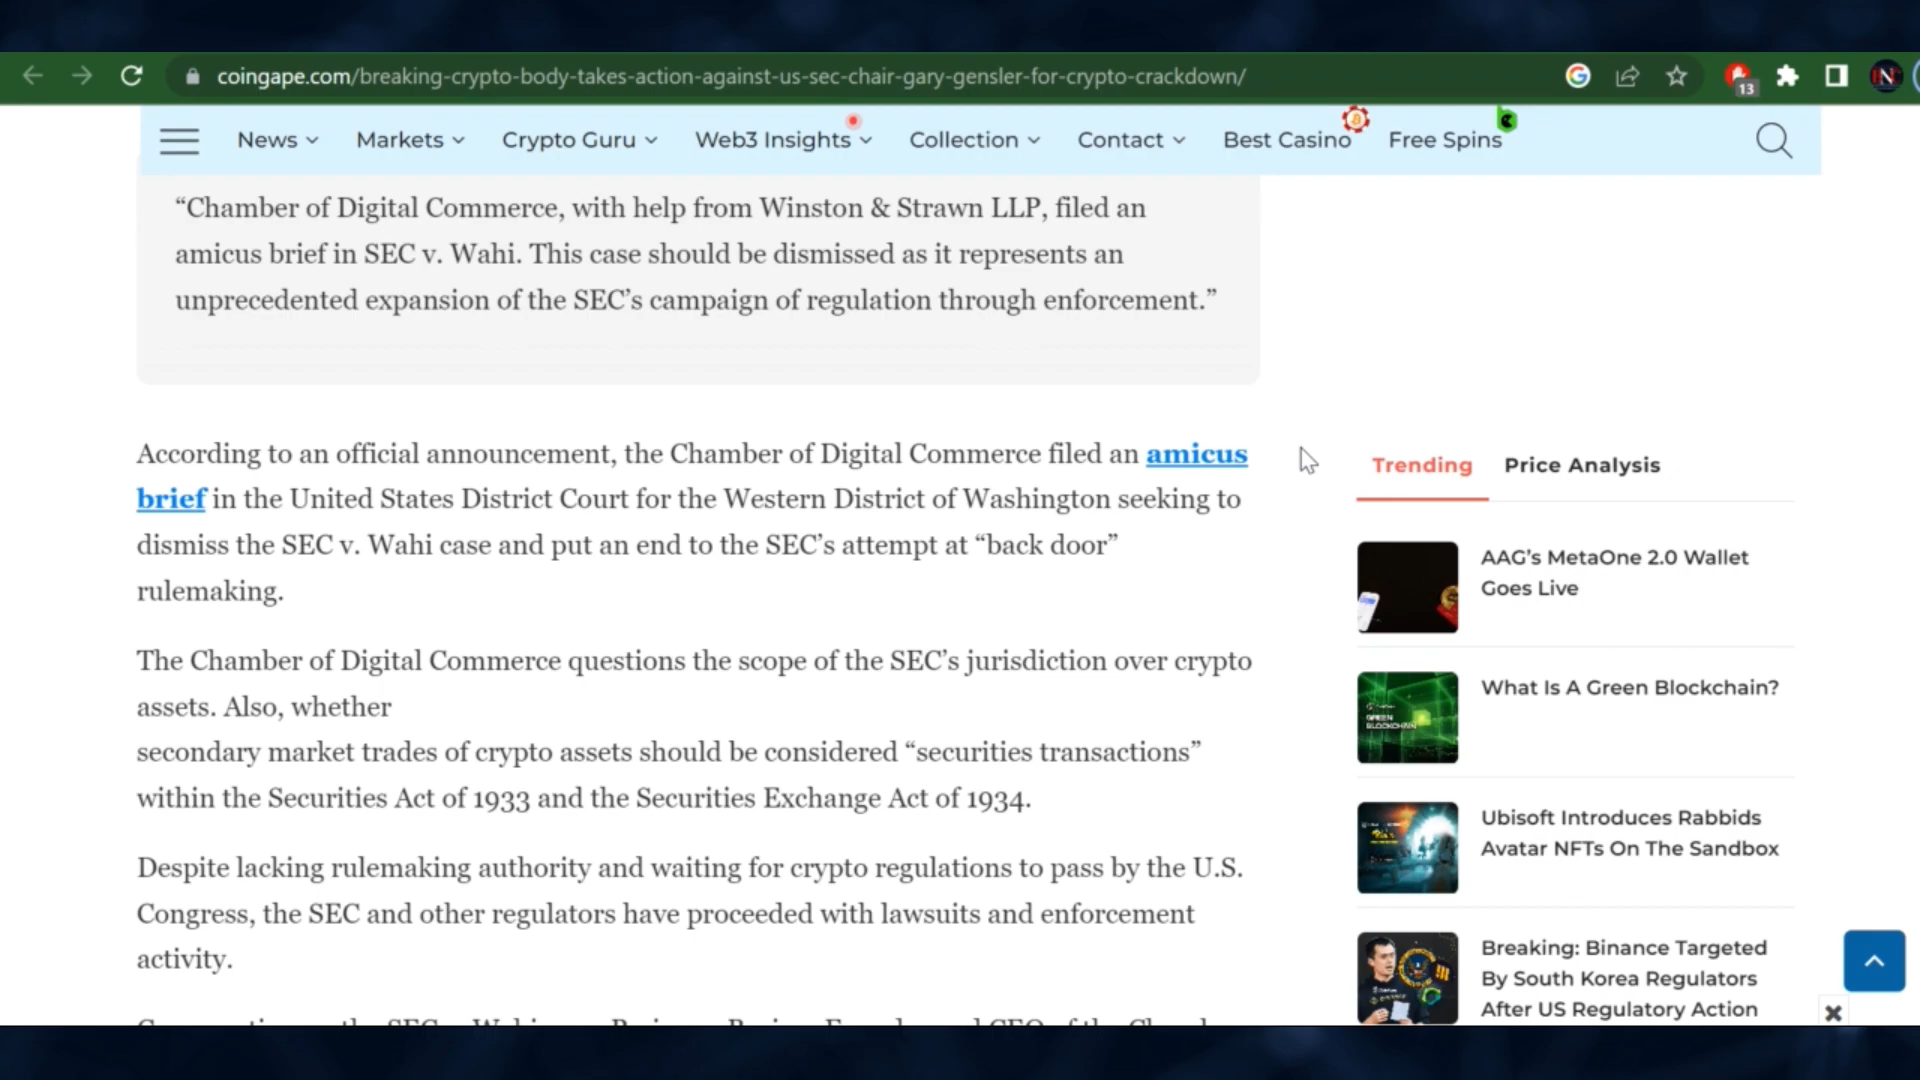 coingape.com/breaking-crypto-body-takes-action-against-us-sec-chair-gary-gensler-for-crypto-crackdown/
13
News
Markets
Crypto Guru
Web3 Insights
Collection
Contact
Best Casino
Free Spins
“Chamber of Digital Commerce, with help from Winston & Strawn LLP, filed an
amicus brief in SEC v. Wahi. This case should be dismissed as it represents an
unprecedented expansion of the SEC’s campaign of regulation through enforcement.”
According to an official announcement, the Chamber of Digital Commerce filed an amicus
brief in the United States District Court for the Western District of Washington seeking to
dismiss the SEC v. Wahi case and put an end to the SEC’s attempt at “back door”
rulemaking.
The Chamber of Digital Commerce questions the scope of the SEC’s jurisdiction over crypto
assets. Also, whether
secondary market trades of crypto assets should be considered “securities transactions”
within the Securities Act of 1933 and the Securities Exchange Act of 1934.
Despite lacking rulemaking authority and waiting for crypto regulations to pass by the U.S.
Congress, the SEC and other regulators have proceeded with lawsuits and enforcement
activity.
Trending
Price Analysis
AAG’s MetaOne 2.0 Wallet
Goes Live
What Is A Green Blockchain?
GREEN
BLOCKCHAIN
Ubisoft Introduces Rabbids
Avatar NFTs On The Sandbox
Breaking: Binance Targeted
By South Korea Regulators
After US Regulatory Action